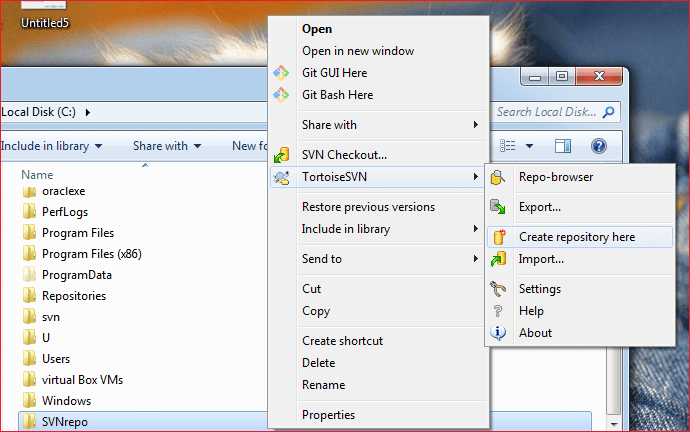 Untitled5
Local Disk (C:)
Search Local Disk...
Include in library
Share with
New fo
Name
oraclexe
PerfLogs
Program Files
Program Files (x86)
ProgramData
Repositories
svn
U
Users
virtual Box VMs
Windows
SVNrepo
Open
Open in new window
Git GUI Here
Git Bash Here
Share with
SVN Checkout...
TortoiseSVN
Restore previous versions
Include in library
Send to
Cut
Copy
Create shortcut
Delete
Rename
Properties
Repo-browser
Export...
Create repository here
Import...
Settings
Help
About